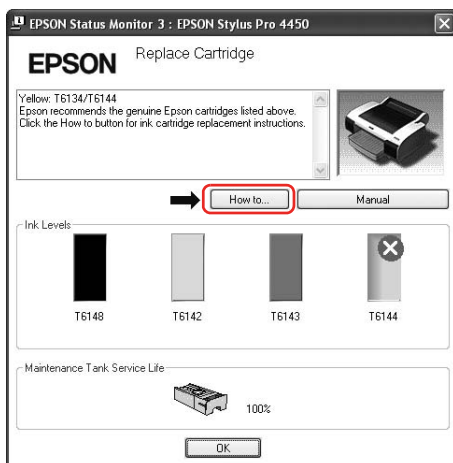 EPSON Status Monitor 3 : EPSON Stylus Pro 4450
EPSON Replace Cartridge
Yellow: T6134/T6144
Epson recommends the genuine Epson cartridges listed above.
Click the How to button for ink cartridge replacement instructions.
How to... Manual
Ink Levels
T6148 T6142 T6143 T6144
Maintenance Tank Service Life
100%
OK